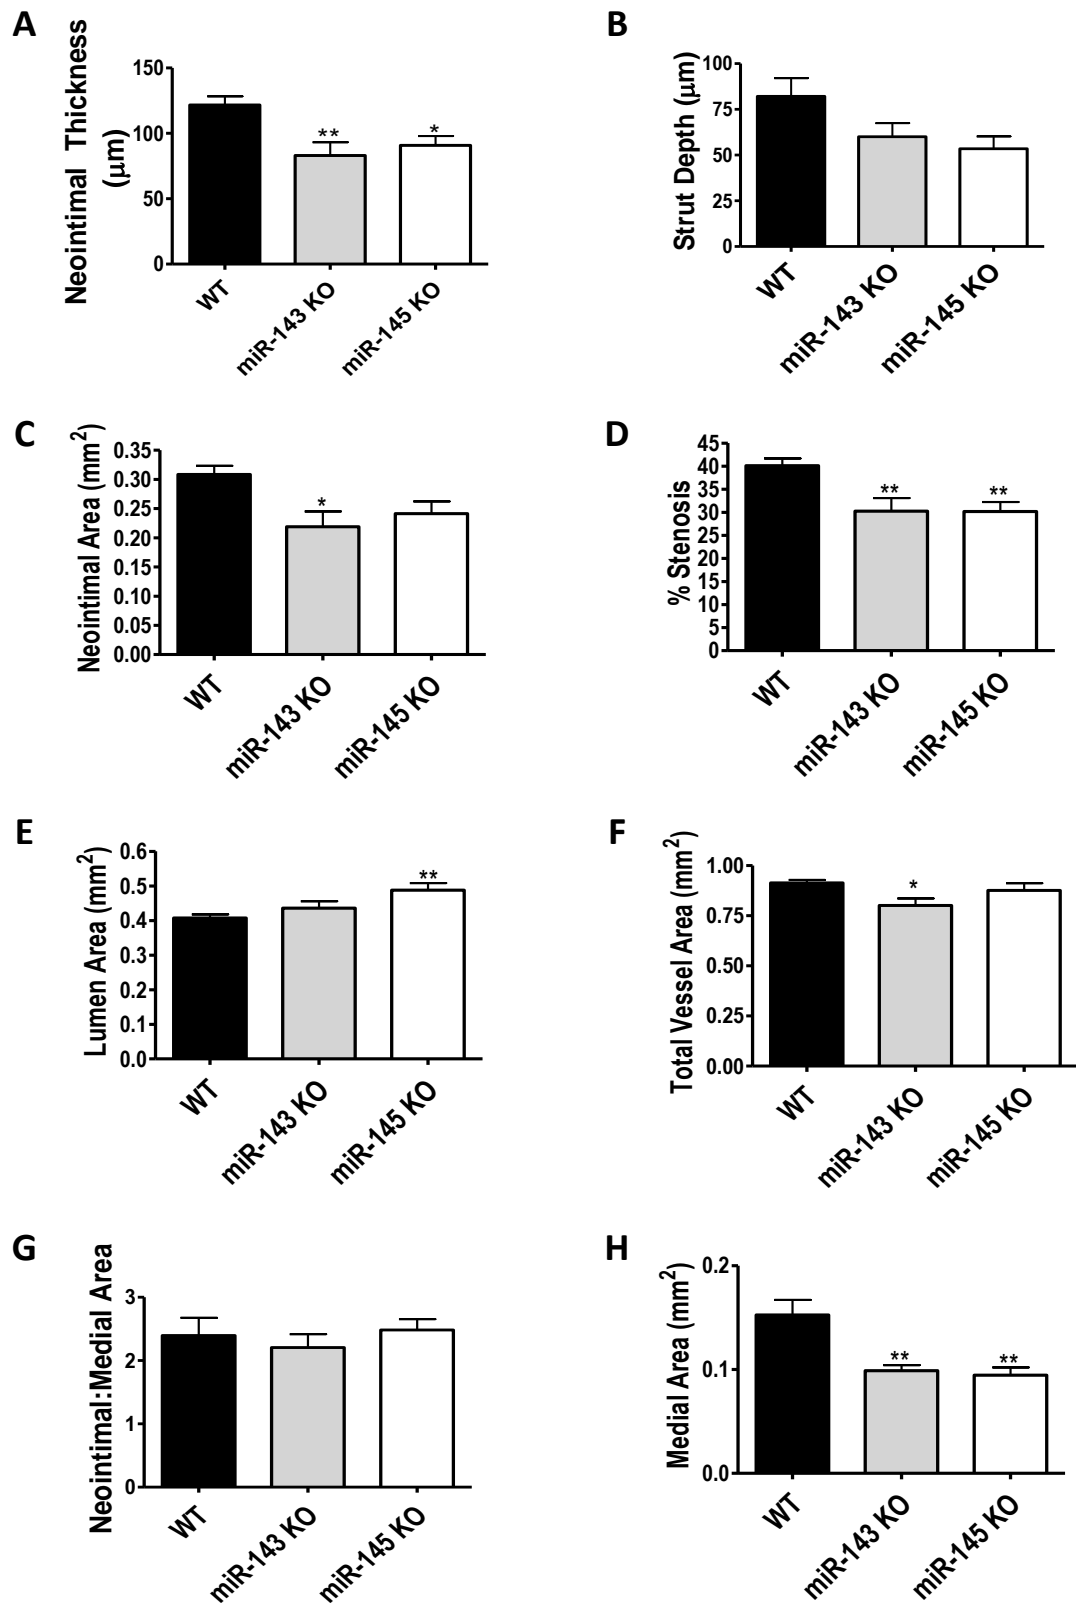 A
Neointimal Thickness
(μm)
150
100
50
0
**
*
WT
miR-143 KO
miR-145 KO
B
Strut Depth (μm)
100
75
50
25
0
WT
miR-143 KO
miR-145 KO
C
Neointimal Area (mm²)
0.35
0.30
0.25
0.20
0.15
0.10
0.05
0.00
*
WT
miR-143 KO
miR-145 KO
D
% Stenosis
45
40
35
30
25
20
15
10
5
0
**
**
WT
miR-143 KO
miR-145 KO
E
Lumen Area (mm²)
0.6
0.5
0.4
0.3
0.2
0.1
0.0
**
WT
miR-143 KO
miR-145 KO
F
Total Vessel Area (mm²)
1.00
0.75
0.50
0.25
0.00
*
WT
miR-143 KO
miR-145 KO
G
Neointimal:Medial Area
3
2
1
0
WT
miR-143 KO
miR-145 KO
H
Medial Area (mm²)
0.2
0.1
0.0
**
**
WT
miR-143 KO
miR-145 KO